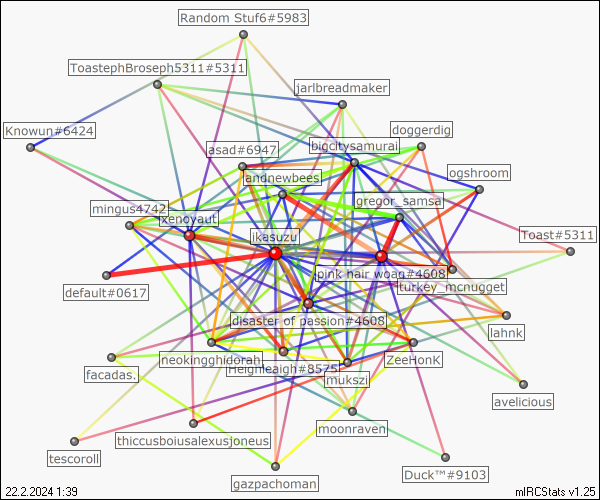 Random Stuf6#5983
ToastephBroseph5311#5311
jarlbreadmaker
Knowun#6424
doggerdig
bigcitysamurai
asad#6947
ogshroom
andnewbees
gregor_samsa
mingus4742
xenovaut
ikasuzu
Toast#5311
pink hair woag#4608
turkey_mcnugget
default#0617
disaster of passion#4608
lahnk
neokingghidorah
ZeeHonK
Heighleaigh#8575
facadas.
mukszi
avelicious
moonraven
thiccusboiusalexusjoneus
tescoroll
Duck™#9103
gazpachoman
22.2.2024 1:39
mIRCStats v1.25